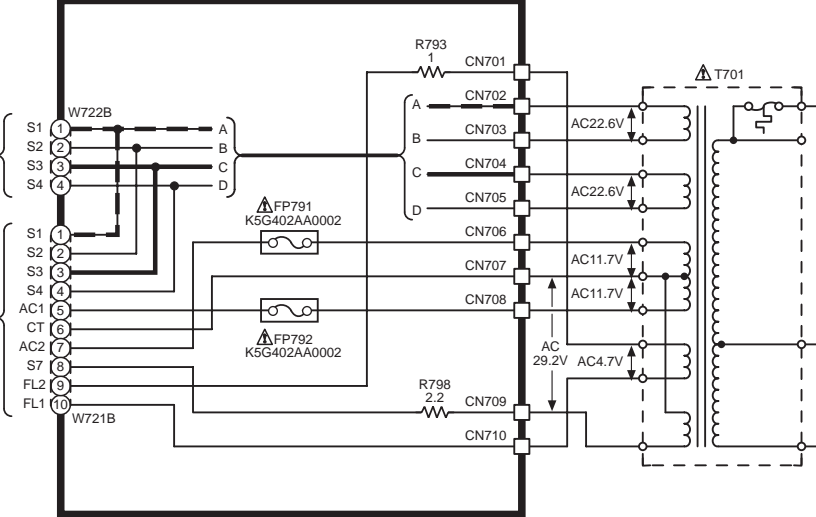 R793
1
CN701
T701
W722B
CN702
A
S1 1
A
AC22.6V
S2 2
B
B
CN703
S3 3
C
C
CN704
S4 4
D
AC22.6V
D
CN705
FP791
K5G402AA0002
S1 1
CN706
S2 2
AC11.7V
S3 3
CN707
S4 4
AC11.7V
AC1 5
CN708
CT 6
FP792
K5G402AA0002
AC2 7
AC
29.2V
AC4.7V
S7 8
FL2 9
R798
2.2
FL1 10
CN709
W721B
CN710